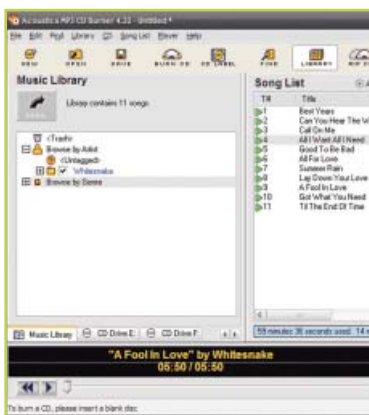 Acoustica MP3 CD Burner 4.32 - Untitled *
File Edit Play Library CD Song List Player Help
NEW OPEN SAVE BURN CD CD LABEL FIND LIBRARY RIP
Music Library
Library contains 11 songs
<Trash>
Browse by Artist
<Untagged>
Whitesnake
Browse by Genre
Song List
T# Title
1 Best Years
2 Can You Hear The W
3 Call On Me
4 All I Want All I Need
5 Good To Be Bad
6 All For Love
7 Summer Rain
8 Lay Down Your Love
9 A Fool In Love
10 Got What You Need
11 Til The End Of Time
Music Library CD Drive E: CD Drive F:
59 minutes 36 seconds used. 14 m
"A Fool In Love" by Whitesnake
05:50 / 05:50
To burn a CD, please insert a blank disc